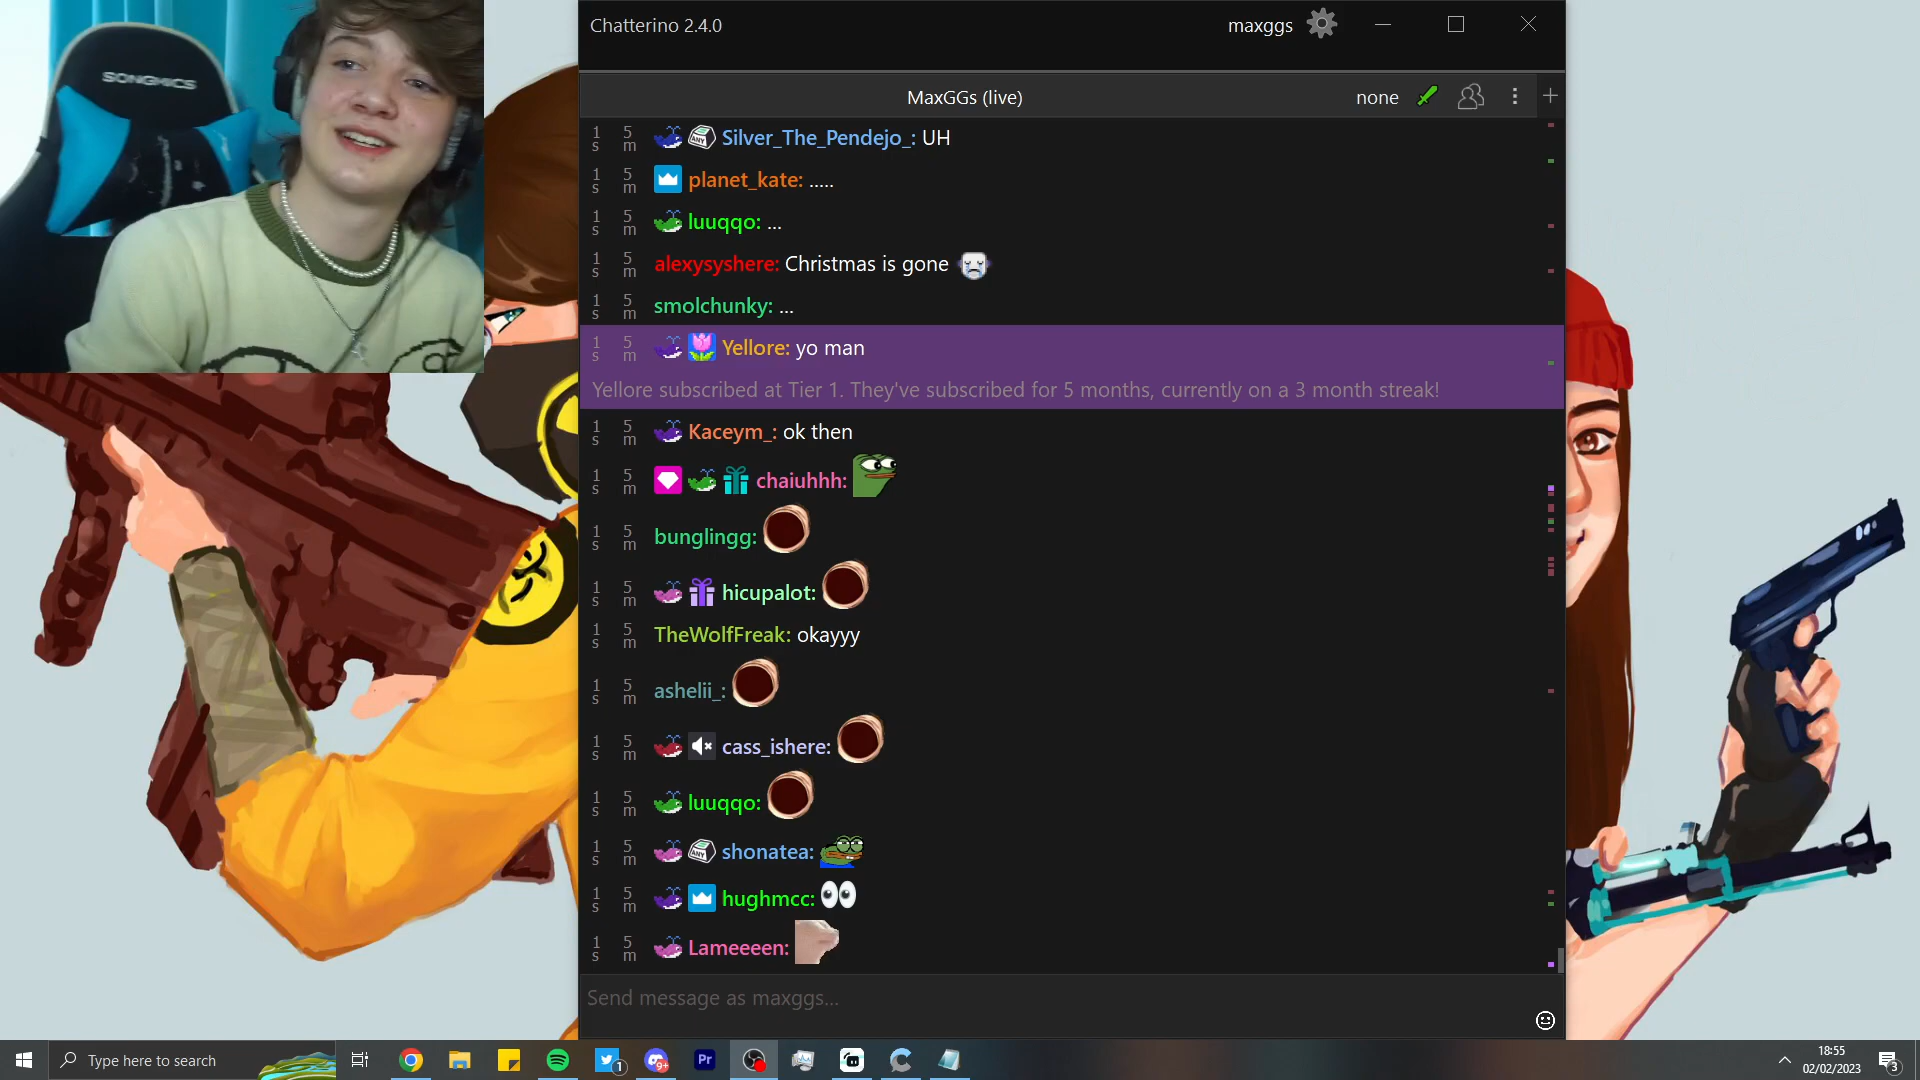 SONGMICS
Chatterino 2.4.0
maxggs
MaxGGs (live)
none
1s 5m Silver_The_Pendejo_: UH
1s 5m planet_kate: .....
1s 5m luuqqo: ...
1s 5m alexysyshere: Christmas is gone
1s 5m smolchunky: ...
1s 5m Yellore: yo man
Yellore subscribed at Tier 1. They've subscribed for 5 months, currently on a 3 month streak!
1s 5m Kaceym_: ok then
1s 5m chaiuhhh:
1s 5m bunglingg:
1s 5m hicupalot:
1s 5m TheWolfFreak: okayyy
1s 5m ashelii_:
1s 5m cass_ishere:
1s 5m luuqqo:
1s 5m ANY shonatea:
1s 5m hughmcc:
1s 5m Lameeeen:
Send message as maxggs...
Type here to search
1
9+
Pr
18:55
02/02/2023
3